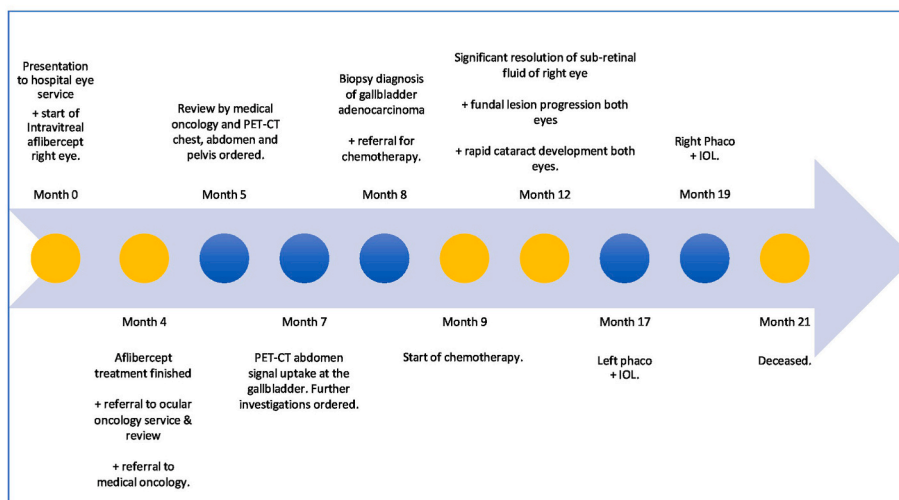 Presentation
to hospital eye
service
+ start of
Intravitreal
aflibercept
right eye.
Month 0
Review by medical
oncology and PET-CT
chest, abdomen and
pelvis ordered.
Month 5
Biopsy diagnosis
of gallbladder
adenocarcinoma
+ referral for
chemotherapy.
Month 8
Significant resolution of sub-retinal
fluid of right eye
+ fundal lesion progression both
eyes
+ rapid cataract development both
eyes.
Month 12
Right Phaco
+ IOL.
Month 19
Month 4
Aflibercept
treatment finished
+ referral to ocular
oncology service &
review
+ referral to
medical oncology.
Month 7
PET-CT abdomen
signal uptake at the
gallbladder. Further
investigations ordered.
Month 9
Start of chemotherapy.
Month 17
Left phaco
+ IOL.
Month 21
Deceased.